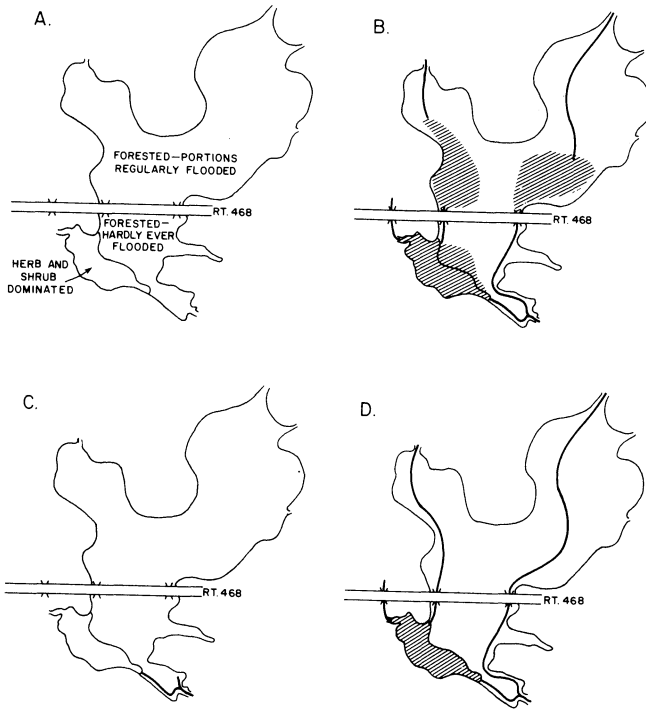 A.
FORESTED—PORTIONS
REGULARLY FLOODED
RT. 468
FORESTED—
HARDLY EVER
FLOODED
HERB AND
SHRUB
DOMINATED
B.
RT. 468
C.
RT. 468
D.
RT. 468